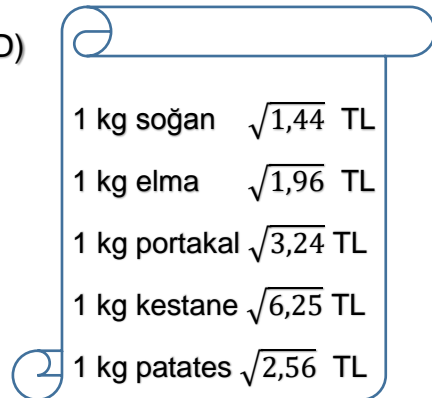 D)
1 kg soğan √1,44 TL
1 kg elma √1,96 TL
1 kg portakal √3,24 TL
1 kg kestane √6,25 TL
1 kg patates √2,56 TL